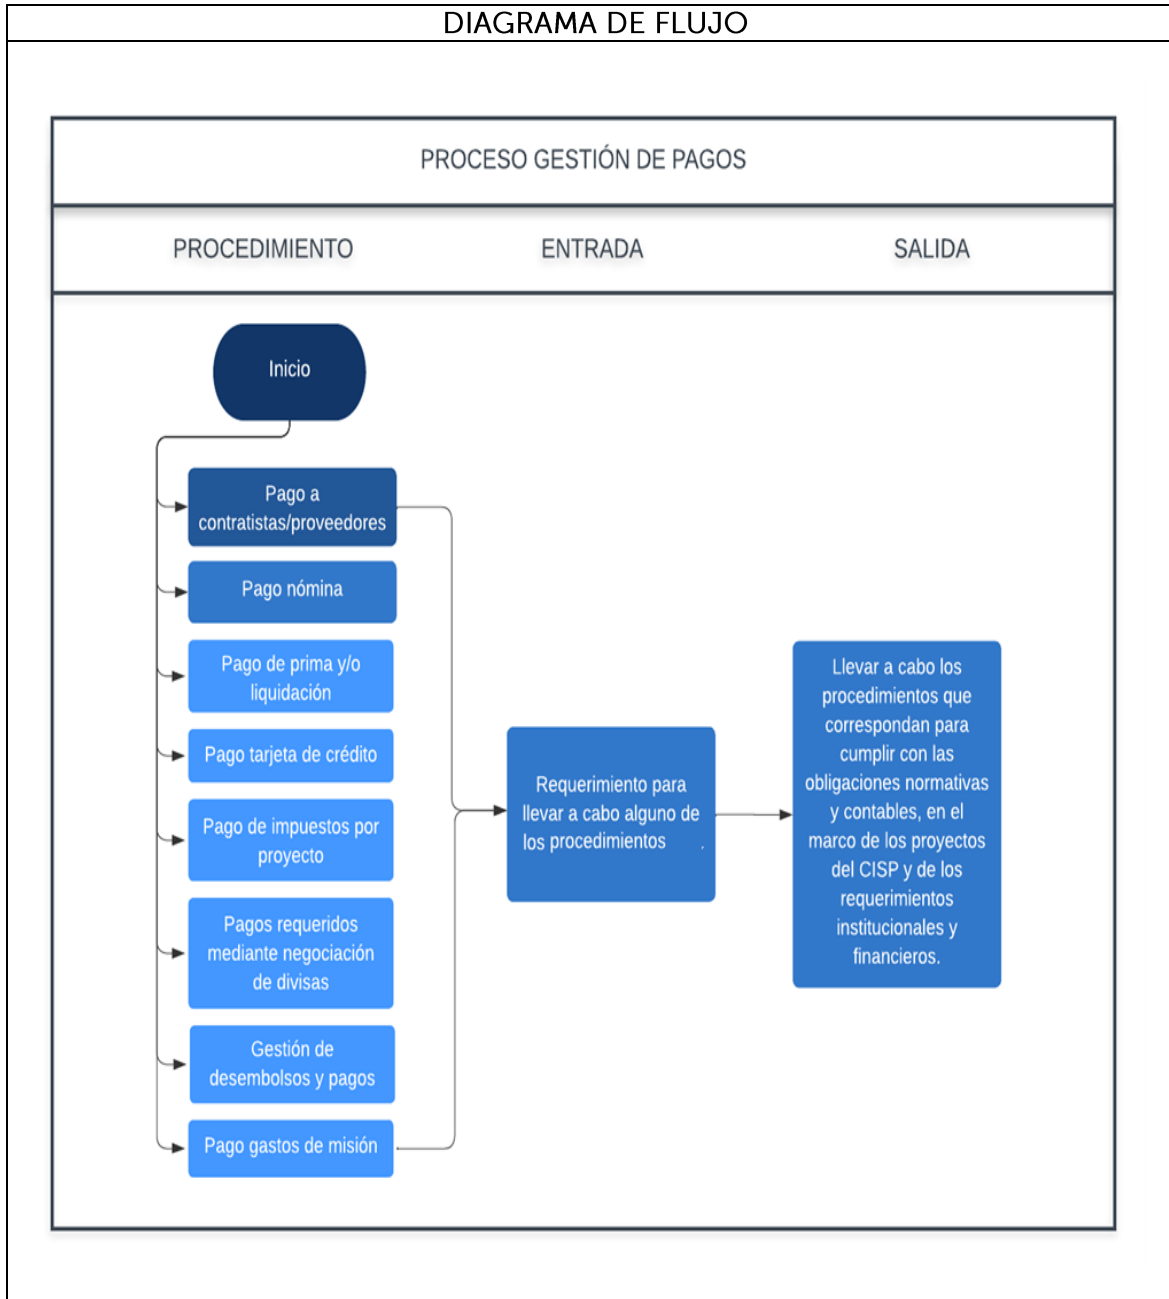 DIAGRAMA DE FLUJO
PROCESO GESTIÓN DE PAGOS
PROCEDIMIENTO
ENTRADA
SALIDA
Inicio
Pago a
contratistas/proveedores
Pago nómina
Pago de prima y/o
liquidación
Pago tarjeta de crédito
Pago de impuestos por
proyecto
Pagos requeridos
mediante negociación
de divisas
Gestión de
desembolsos y pagos
Pago gastos de misión
Requerimiento para
llevar a cabo alguno de
los procedimientos .
Llevar a cabo los
procedimientos que
correspondan para
cumplir con las
obligaciones normativas
y contables, en el
marco de los proyectos
del CISP y de los
requerimientos
institucionales y
financieros.